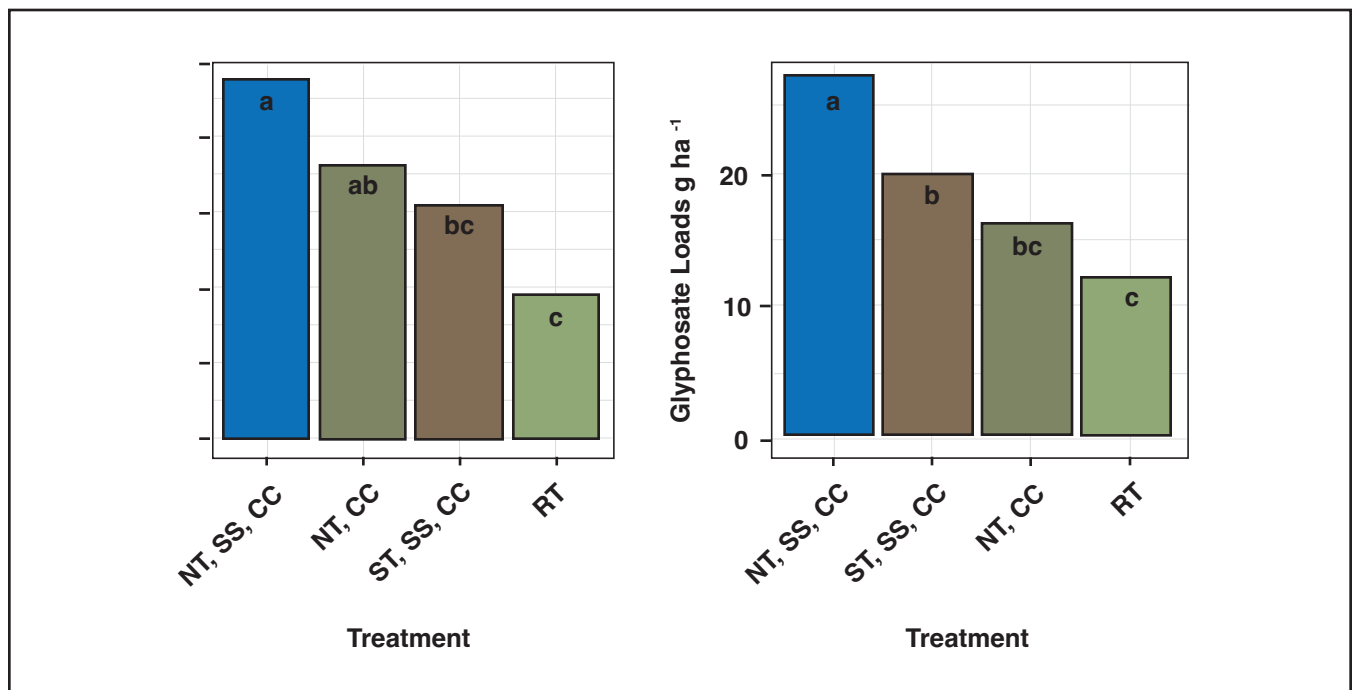 a
ab
bc
c
NT, SS, CC
NT, CC
ST, SS, CC
RT
Treatment
Glyphosate Loads g ha -1
20
10
0
a
b
bc
c
NT, SS, CC
ST, SS, CC
NT, CC
RT
Treatment